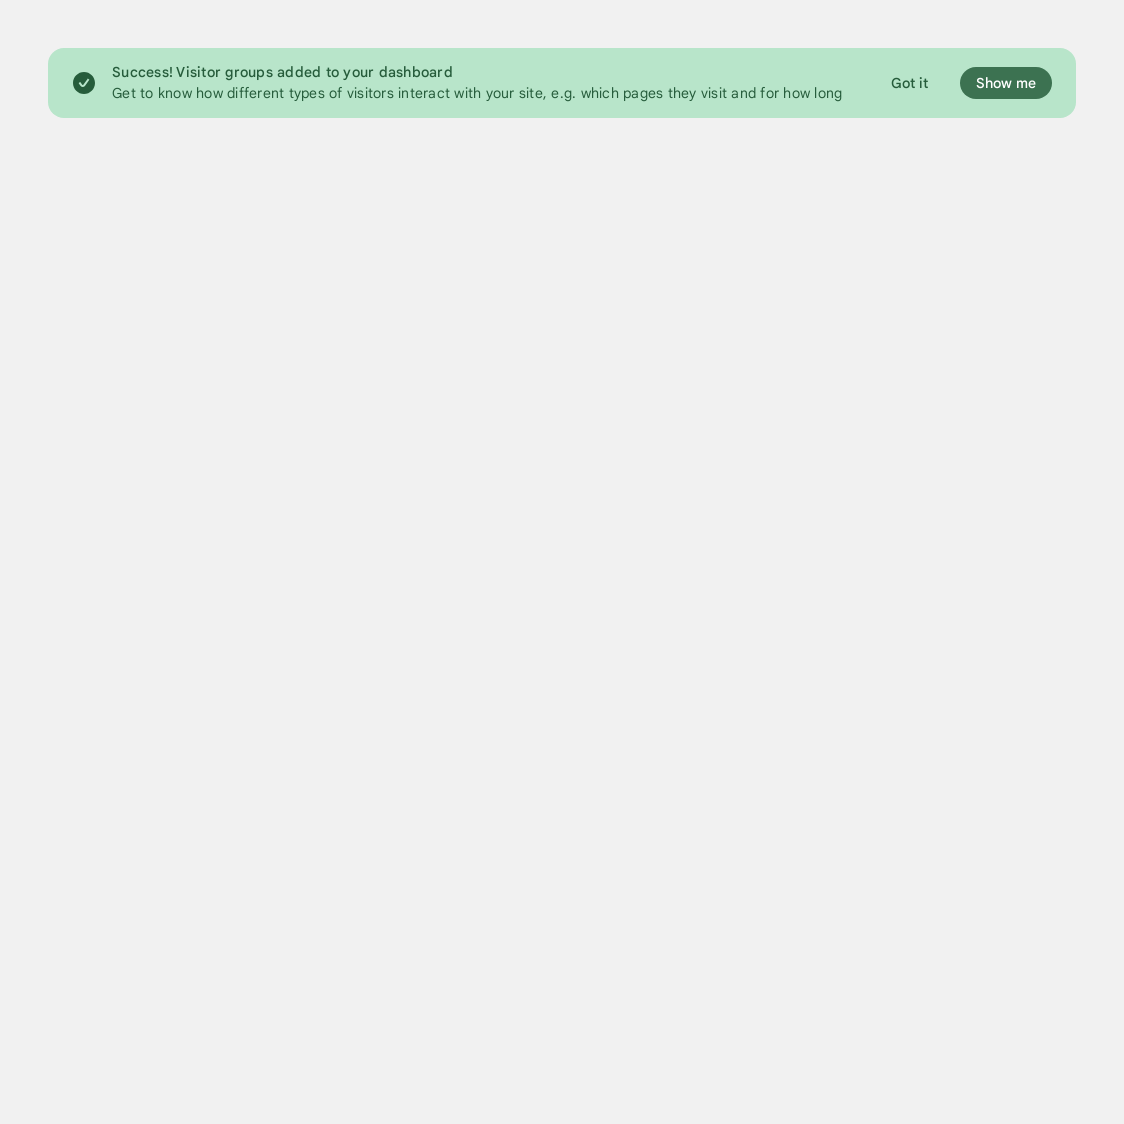 Success! Visitor groups added to your dashboard
Get to know how different types of visitors interact with your site, e.g. which pages they visit and for how long
Got it
Show me